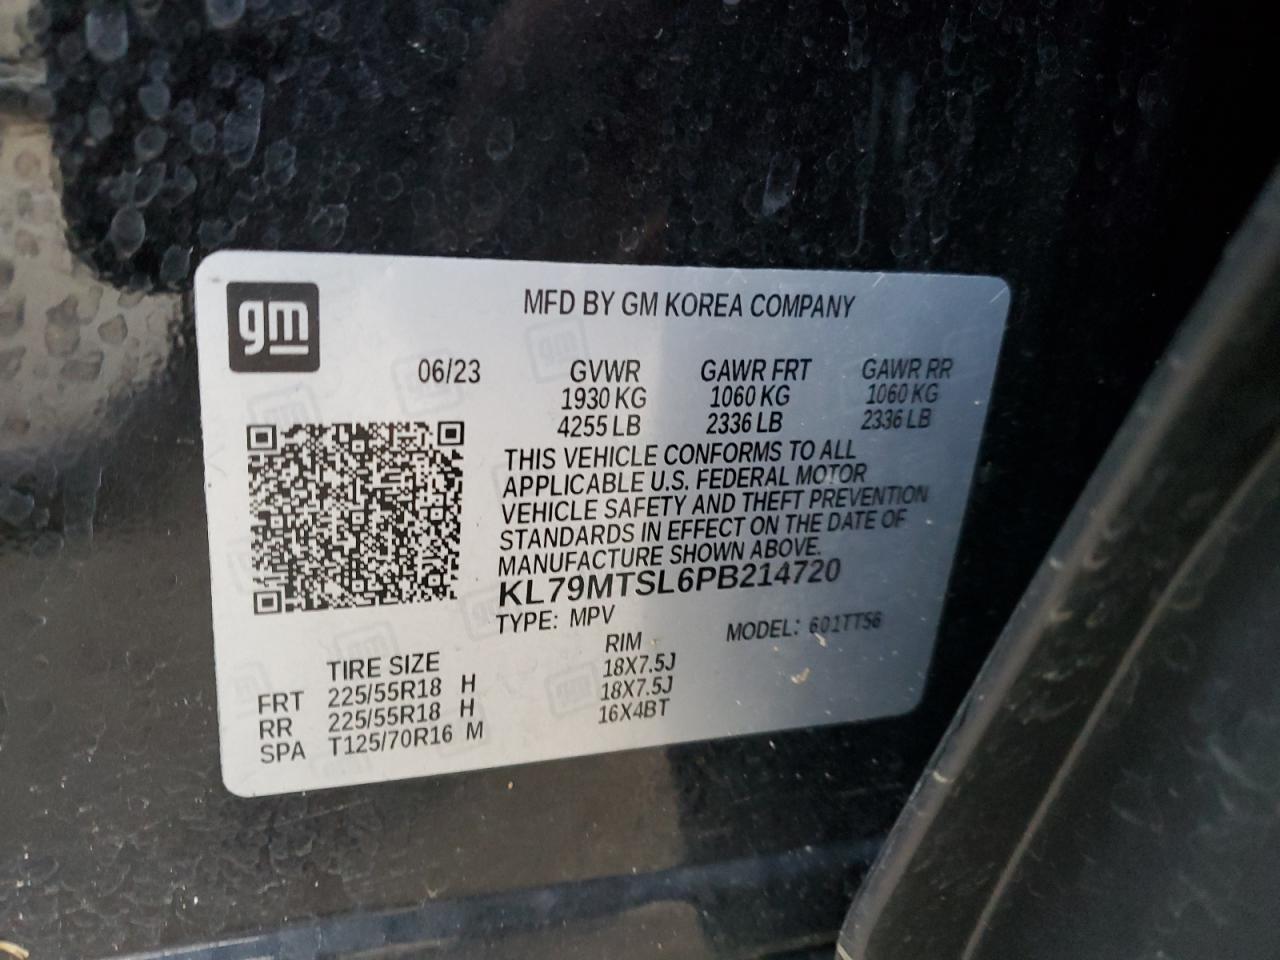 gm
MFD BY GM KOREA COMPANY
06/23 GVWR GAWR FRT GAWR RR
1930 KG 1060 KG 1060 KG
4255 LB 2336 LB 2336 LB
THIS VEHICLE CONFORMS TO ALL
APPLICABLE U.S. FEDERAL MOTOR
VEHICLE SAFETY AND THEFT PREVENTION
STANDARDS IN EFFECT ON THE DATE OF
MANUFACTURE SHOWN ABOVE.
KL79MTSL6PB214720
TYPE: MPV MODEL: 601TT56
TIRE SIZE RIM
FRT 225/55R18 H 18X7.5J
RR 225/55R18 H 18X7.5J
SPA T125/70R16 M 16X4BT